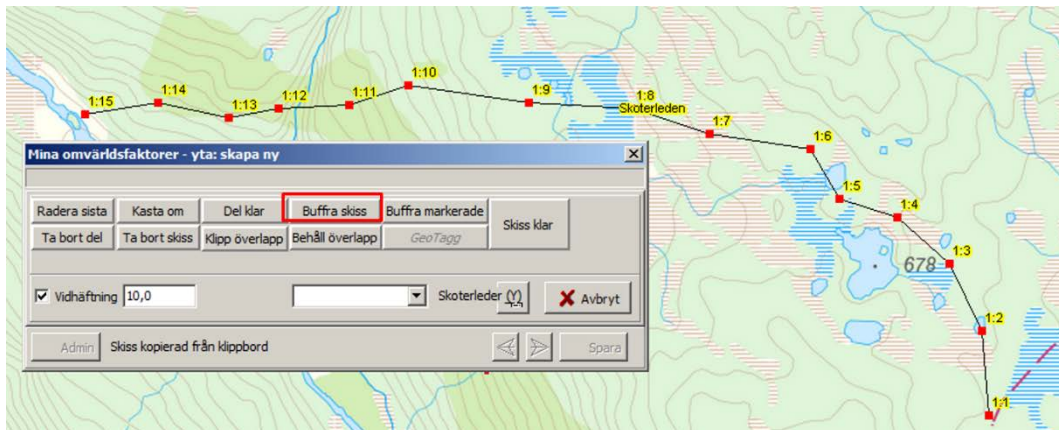 1:10
1:14
1:15
1:13
1:12
1:11
1:9
1:8
Skoterleden
1:7
1:6
1:5
1:4
1:3
678
1:2
1:1
Mina omvärldsfaktorer - yta: skapa ny
Radera sista Kasta om Del klar Buffra skiss Buffra markerade Skiss klar
Ta bort del Ta bort skiss Klipp överlapp Behåll överlapp GeoTagg
Vidhäftning 10,0 Skoterleder (Y) Avbryt
Admin Skiss kopierad från klippbord Spara